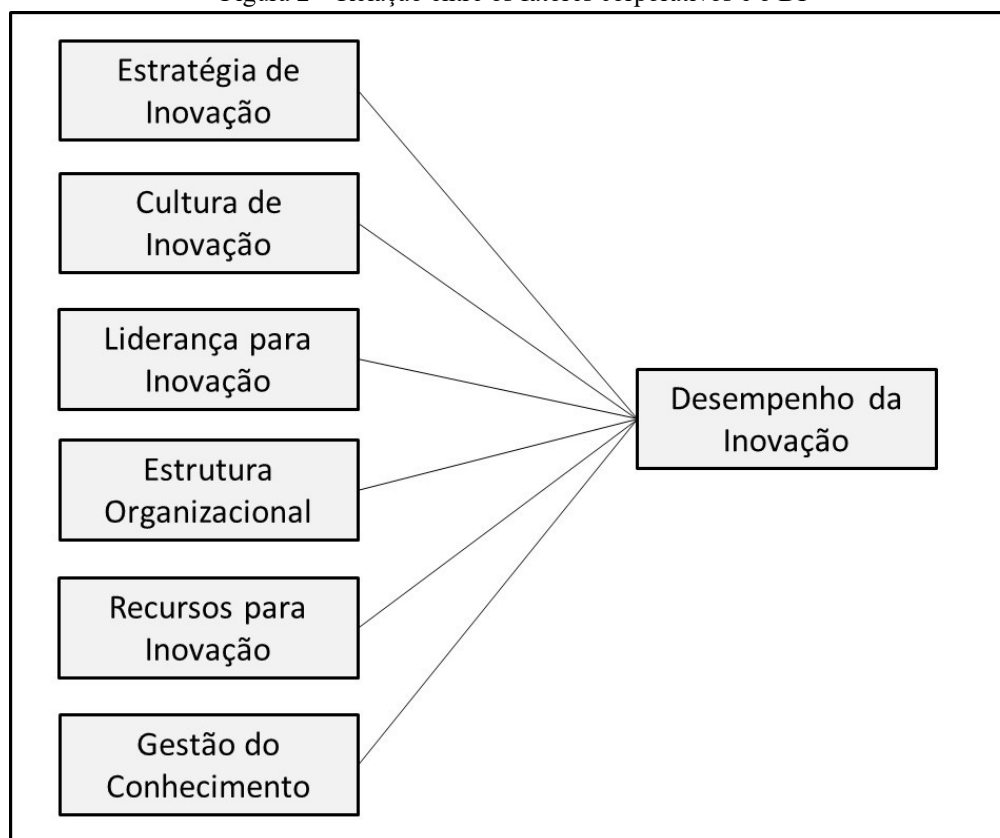 Estratégia de
Inovação
Cultura de
Inovação
Liderança para
Inovação
Desempenho da
Inovação
Estrutura
Organizacional
Recursos para
Inovação
Gestão do
Conhecimento